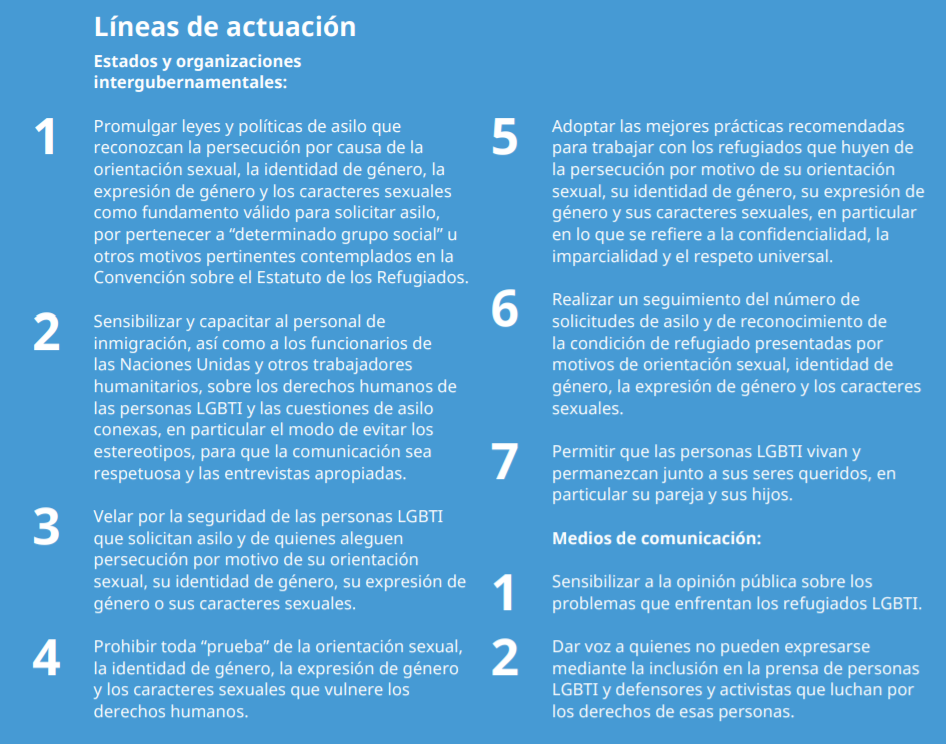 Líneas de actuación
Estados y organizaciones
intergubernamentales:
1
Promulgar leyes y políticas de asilo que
reconozcan la persecución por causa de la
orientación sexual, la identidad de género, la
expresión de género y los caracteres sexuales
como fundamento válido para solicitar asilo,
por pertenecer a “determinado grupo social” u
otros motivos pertinentes contemplados en la
Convención sobre el Estatuto de los Refugiados.
2
Sensibilizar y capacitar al personal de
inmigración, así como a los funcionarios de
las Naciones Unidas y otros trabajadores
humanitarios, sobre los derechos humanos de
las personas LGBTI y las cuestiones de asilo
conexas, en particular el modo de evitar los
estereotipos, para que la comunicación sea
respetuosa y las entrevistas apropiadas.
3
Velar por la seguridad de las personas LGBTI
que solicitan asilo y de quienes aleguen
persecución por motivo de su orientación
sexual, su identidad de género, su expresión de
género o sus caracteres sexuales.
4
Prohibir toda “prueba” de la orientación sexual,
la identidad de género, la expresión de género
y los caracteres sexuales que vulnere los
derechos humanos.
5
Adoptar las mejores prácticas recomendadas
para trabajar con los refugiados que huyen de
la persecución por motivo de su orientación
sexual, su identidad de género, su expresión de
género y sus caracteres sexuales, en particular
en lo que se refiere a la confidencialidad, la
imparcialidad y el respeto universal.
6
Realizar un seguimiento del número de
solicitudes de asilo y de reconocimiento de
la condición de refugiado presentadas por
motivos de orientación sexual, identidad de
género, la expresión de género y los caracteres
sexuales.
7
Permitir que las personas LGBTI vivan y
permanezcan junto a sus seres queridos, en
particular su pareja y sus hijos.
Medios de comunicación:
1
Sensibilizar a la opinión pública sobre los
problemas que enfrentan los refugiados LGBTI.
2
Dar voz a quienes no pueden expresarse
mediante la inclusión en la prensa de personas
LGBTI y defensores y activistas que luchan por
los derechos de esas personas.